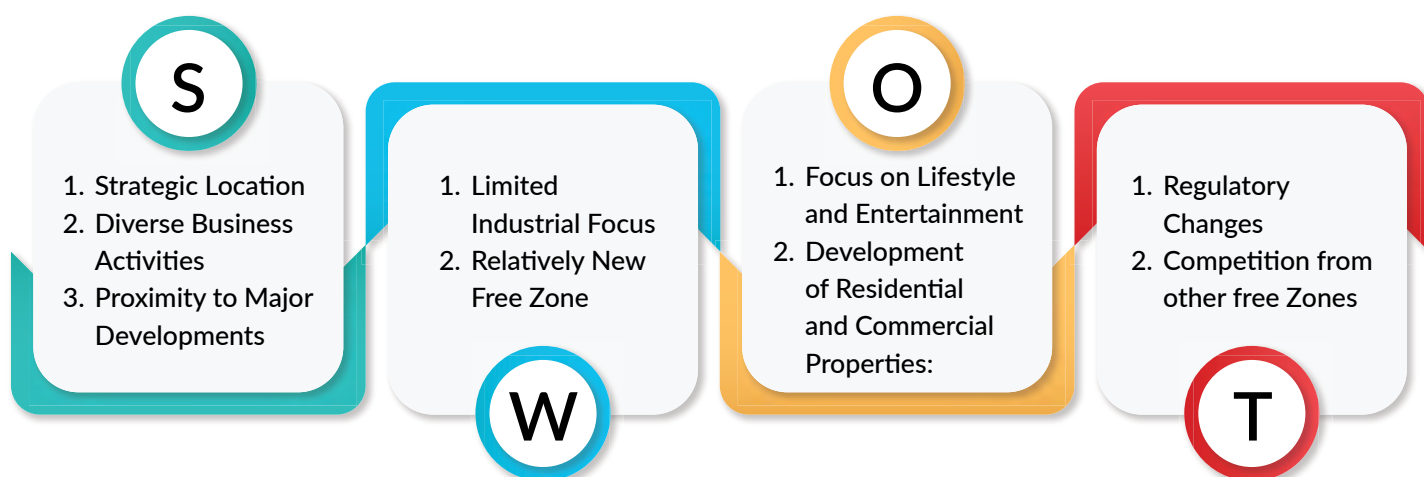 S
1. Strategic Location
2. Diverse Business
Activities
3. Proximity to Major
Developments
1. Limited
Industrial Focus
2. Relatively New
Free Zone
W
O
1. Focus on Lifestyle
and Entertainment
2. Development
of Residential
and Commercial
Properties:
1. Regulatory
Changes
2. Competition from
other free Zones
T